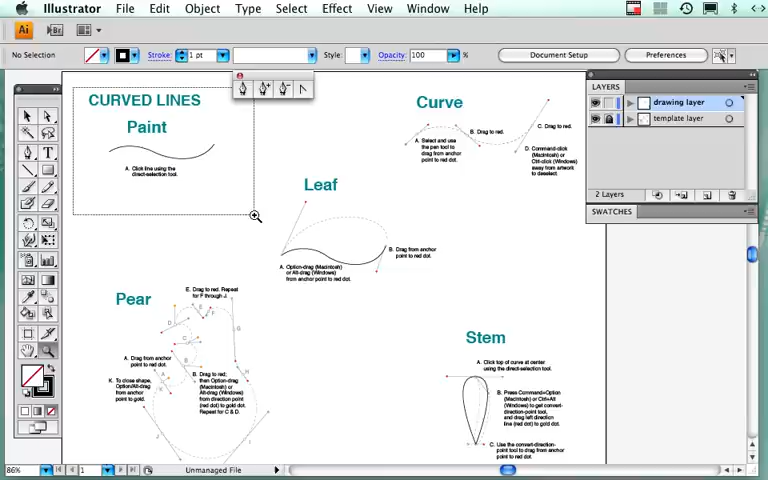 Illustrator File Edit Object Type Select Effect View Window Help
Ai Br
No Selection Stroke: 1 pt Style: Opacity: 100 % Document Setup Preferences
LAYERS
drawing layer
template layer
2 Layers
SWATCHES
CURVED LINES
Paint
A. Click line using the
direct-selection tool.
Curve
A. Select and use
the pen tool to
drag from anchor
point to red dot.
B. Drag to red.
C. Drag to red.
D. Command-click
(Macintosh) or
Ctrl-click (Windows)
away from artwork
to deselect.
Leaf
A. Option-drag (Macintosh)
or Alt-drag (Windows)
from anchor point to red dot.
B. Drag from anchor
point to red dot.
Pear
E. Drag to red. Repeat
for F through J.
A. Drag from anchor
point to red dot.
K. To close shape,
Option/Alt-drag
from anchor
point to gold.
B. Drag to red;
then Option-drag
(Macintosh) or
Alt-drag (Windows)
from direction point
(red dot) to gold dot.
Repeat for C & D.
D
E
F
G
C
B
A
K
H
J
I
Stem
A. Click top of curve at center
using the direct-selection tool.
B. Press Command+Option
(Macintosh) or Ctrl+Alt
(Windows) to get convert-
direction-point tool,
and drag left direction
line (red dot) to gold dot.
C. Use the convert-direction-
point tool to drag from anchor
point to red dot.
86% 1 Unmanaged File